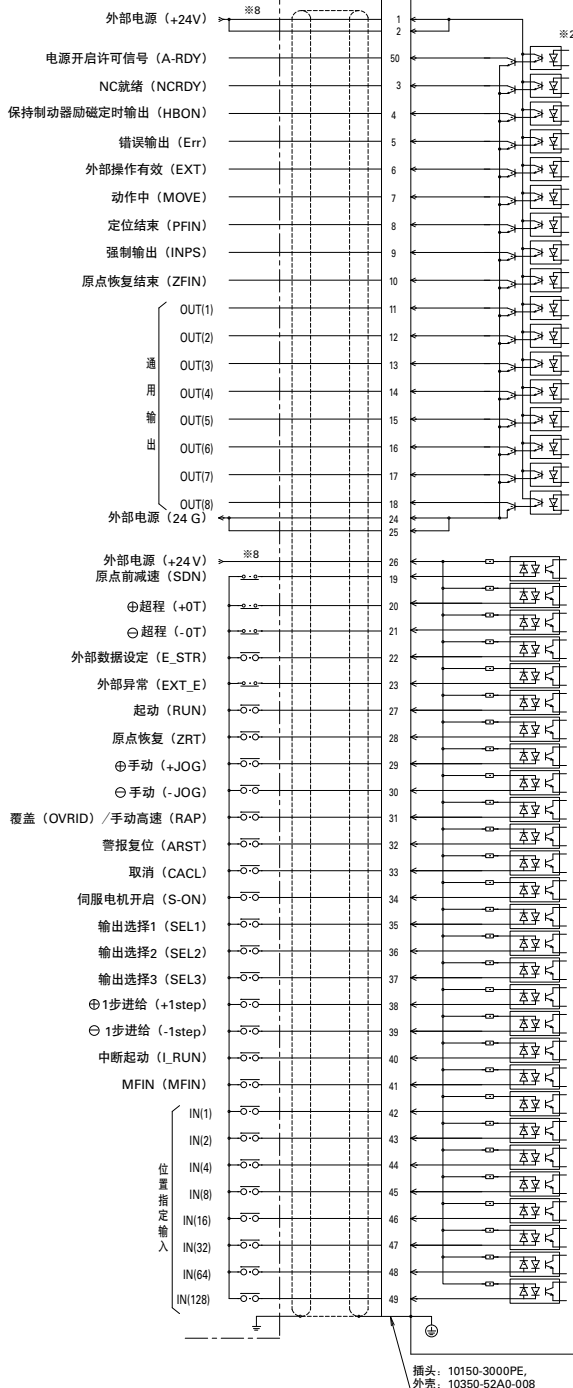 外部电源（+24V） ※8 1
2
※2
电源开启许可信号（A-RDY） 50
NC就绪（NCRDY） 3
保持制动器励磁定时输出（HBON） 4
错误输出（Err） 5
外部操作有效（EXT） 6
动作中（MOVE） 7
定位结束（PFIN） 8
强制输出（INPS） 9
原点恢复结束（ZFIN） 10
通用输出
OUT(1) 11
OUT(2) 12
OUT(3) 13
OUT(4) 14
OUT(5) 15
OUT(6) 16
OUT(7) 17
OUT(8) 18
外部电源（24 G） 24
25
外部电源（+24V） ※8 26
原点前减速（SDN） 19
⊕超程（+0T） 20
⊖超程（-0T） 21
外部数据设定（E_STR） 22
外部异常（EXT_E） 23
起动（RUN） 27
原点恢复（ZRT） 28
⊕手动（+JOG） 29
⊖手动（-JOG） 30
覆盖（OVRID）/手动高速（RAP） 31
警报复位（ARST） 32
取消（CACL） 33
伺服电机开启（S-ON） 34
输出选择1（SEL1） 35
输出选择2（SEL2） 36
输出选择3（SEL3） 37
⊕1步进给（+1step） 38
⊖ 1步进给（-1step） 39
中断起动（I_RUN） 40
MFIN（MFIN） 41
位置指定输入
IN(1) 42
IN(2) 43
IN(4) 44
IN(8) 45
IN(16) 46
IN(32) 47
IN(64) 48
IN(128) 49
插头：10150-3000PE,
外壳：10350-52A0-008